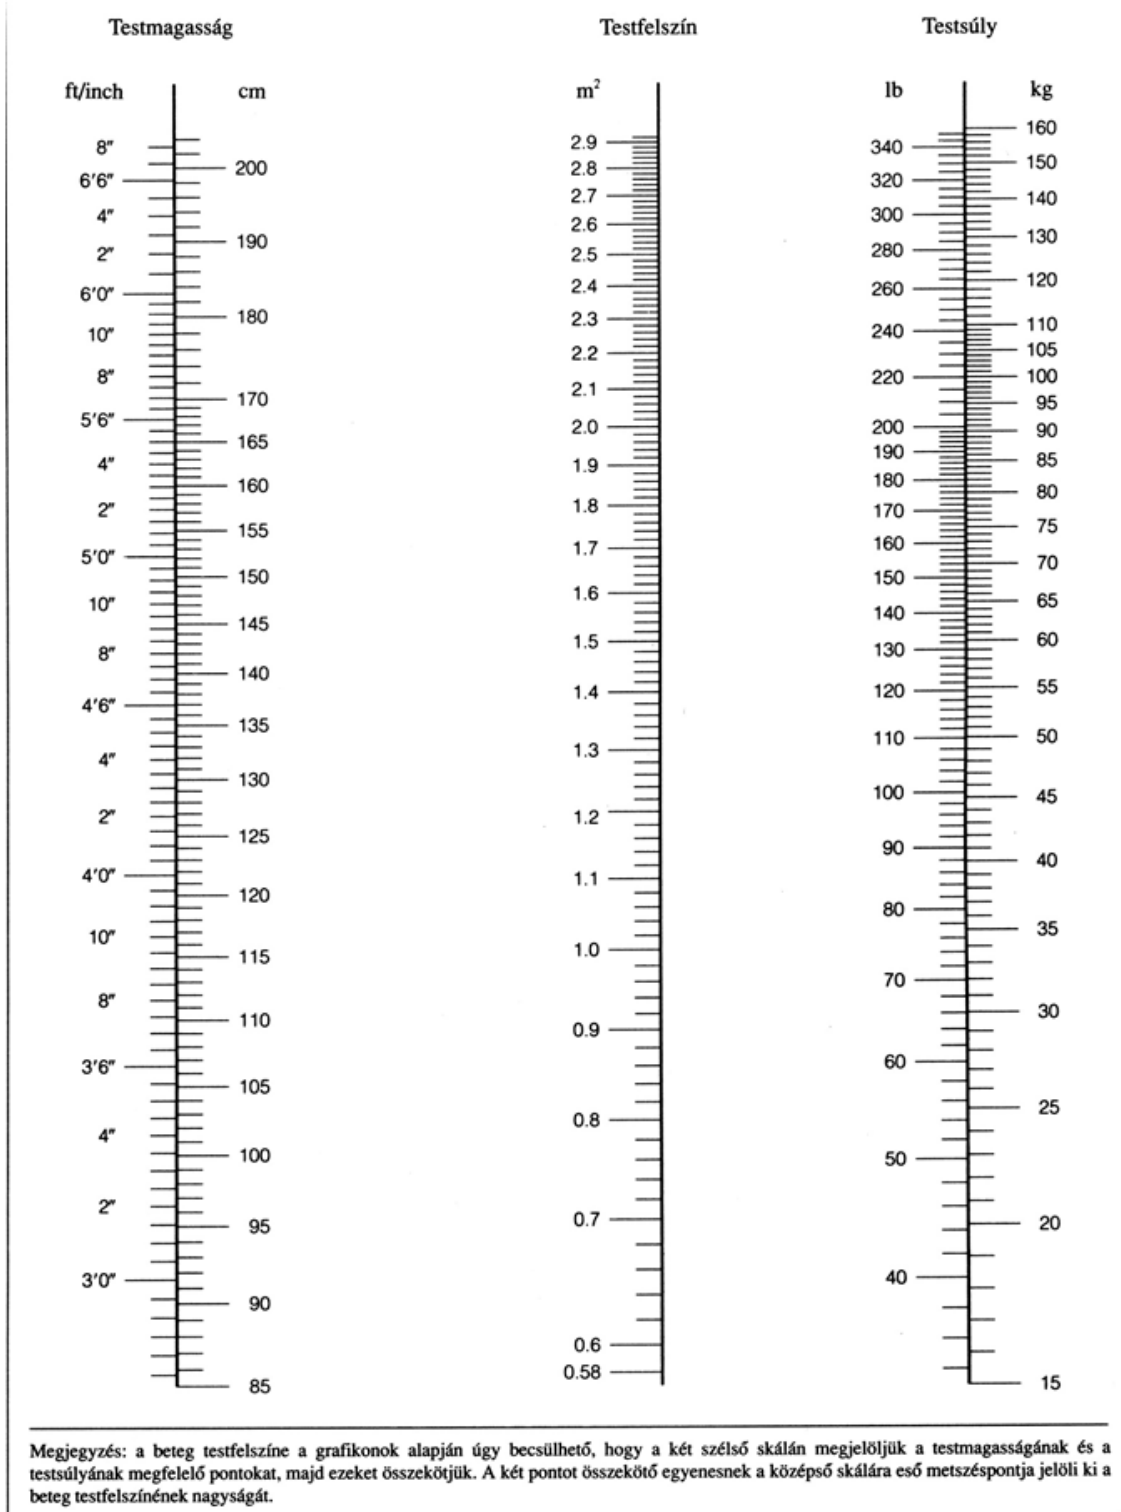 Testmagasság Testfelszín Testsúly
ft/inch cm m² lb kg
160
8″ 2.9 340
200 2.8 150
6′6″ 320
2.7 140
4″ 300
2.6
190 130
2″ 2.5 280
120
6′0″ 2.4 260
180 2.3 110
10″ 240
2.2 105
8″ 220 100
2.1
170 95
5′6″ 2.0 200 90
165 190
4″ 1.9 85
160 180 80
2″ 1.8 170
155 75
1.7 160
5′0″ 70
150 150
10″ 1.6 65
145 140
8″ 1.5 130 60
140
1.4 120 55
4′6″
135
110 50
4″ 1.3
130
100 45
2″ 1.2
125
90
40
4′0″ 1.1
120
80
35
10″
1.0
115
70
8″
110 30
0.9
3′6″ 60
105
25
0.8
4″
100 50
2″
0.7
95 20
3′0″ 40
90
0.6
0.58
85 15
Megjegyzés: a beteg testfelszíne a grafikonok alapján úgy becsülhető, hogy a két szélső skálán megjelöljük a testmagasságának és a
testsúlyának megfelelő pontokat, majd ezeket összekötjük. A két pontot összekötő egyenesnek a középső skálára eső metszéspontja jelöli ki a
beteg testfelszínének nagyságát.